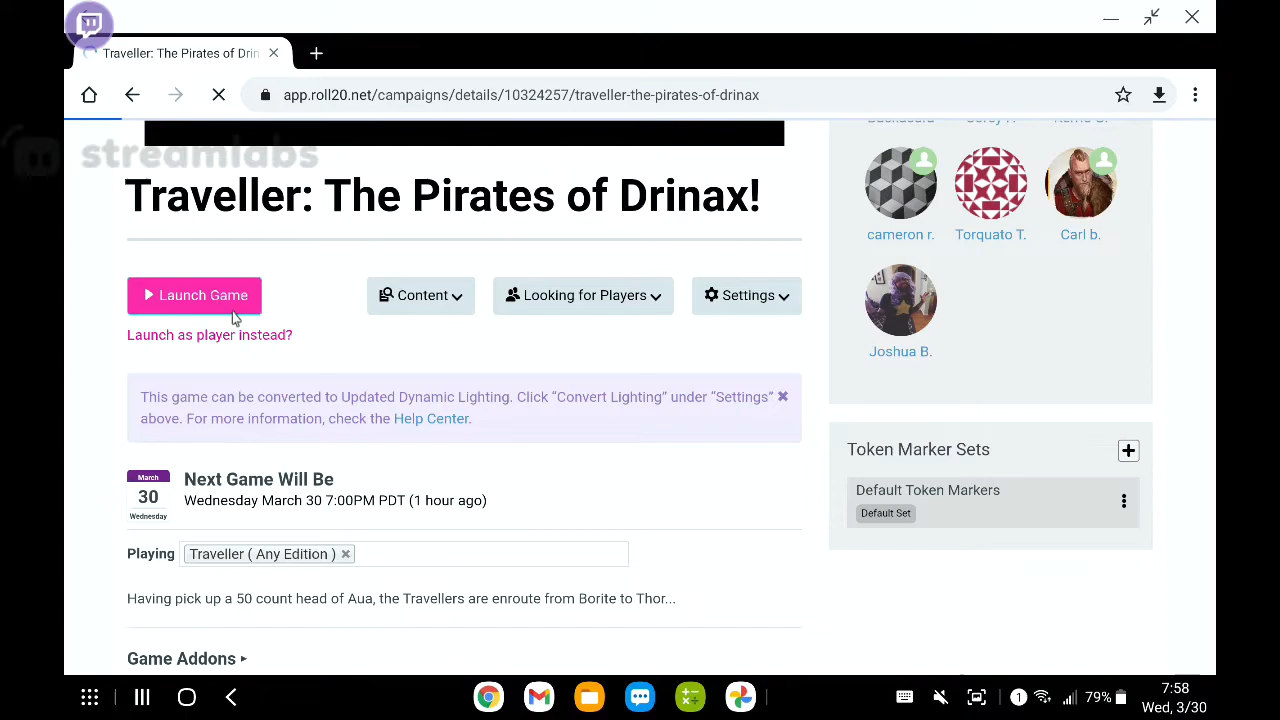 Traveller: The Pirates of Drin
app.roll20.net/campaigns/details/10324257/traveller-the-pirates-of-drinax
streamlabs
Traveller: The Pirates of Drinax!
Launch Game
Content
Looking for Players
Settings
Launch as player instead?
This game can be converted to Updated Dynamic Lighting. Click “Convert Lighting” under “Settings”
above. For more information, check the Help Center.
March
30
Wednesday
Next Game Will Be
Wednesday March 30 7:00PM PDT (1 hour ago)
Playing
Traveller ( Any Edition )
Having pick up a 50 count head of Aua, the Travellers are enroute from Borite to Thor...
Game Addons
cameron r.
Torquato T.
Carl b.
Joshua B.
Token Marker Sets
Default Token Markers
Default Set
1
79%
7:58
Wed, 3/30